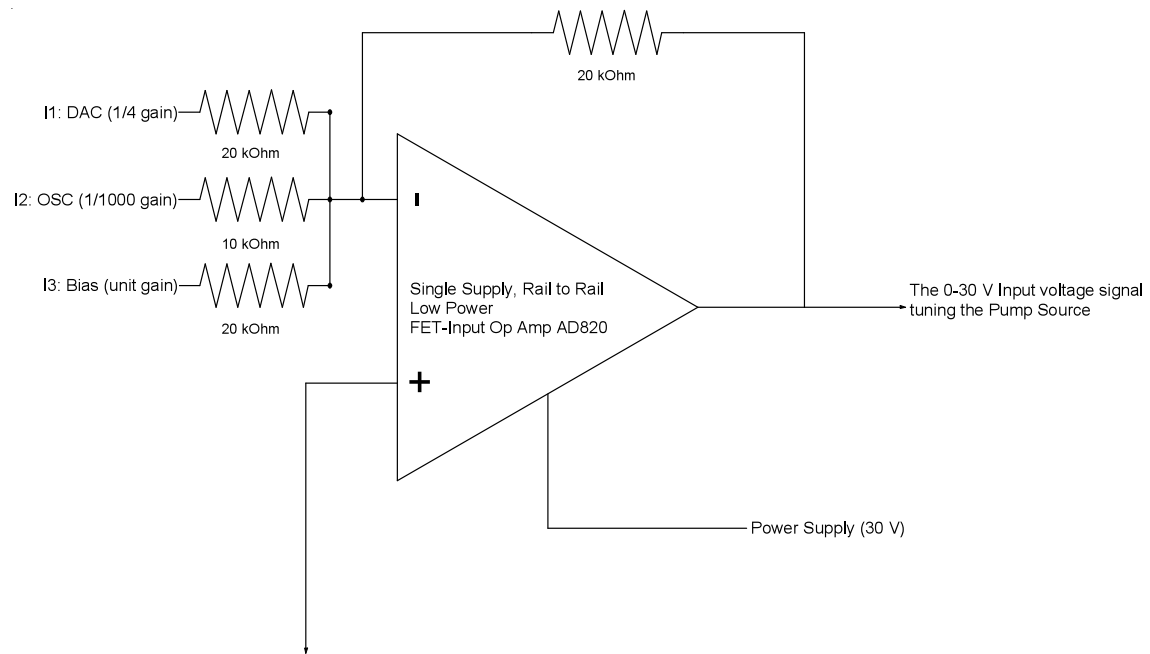 20 kOhm
I1: DAC (1/4 gain)
20 kOhm
I2: OSC (1/1000 gain)
10 kOhm
I3: Bias (unit gain)
20 kOhm
-
Single Supply, Rail to Rail
Low Power
FET-Input Op Amp AD820
+
The 0-30 V Input voltage signal
tuning the Pump Source
Power Supply (30 V)